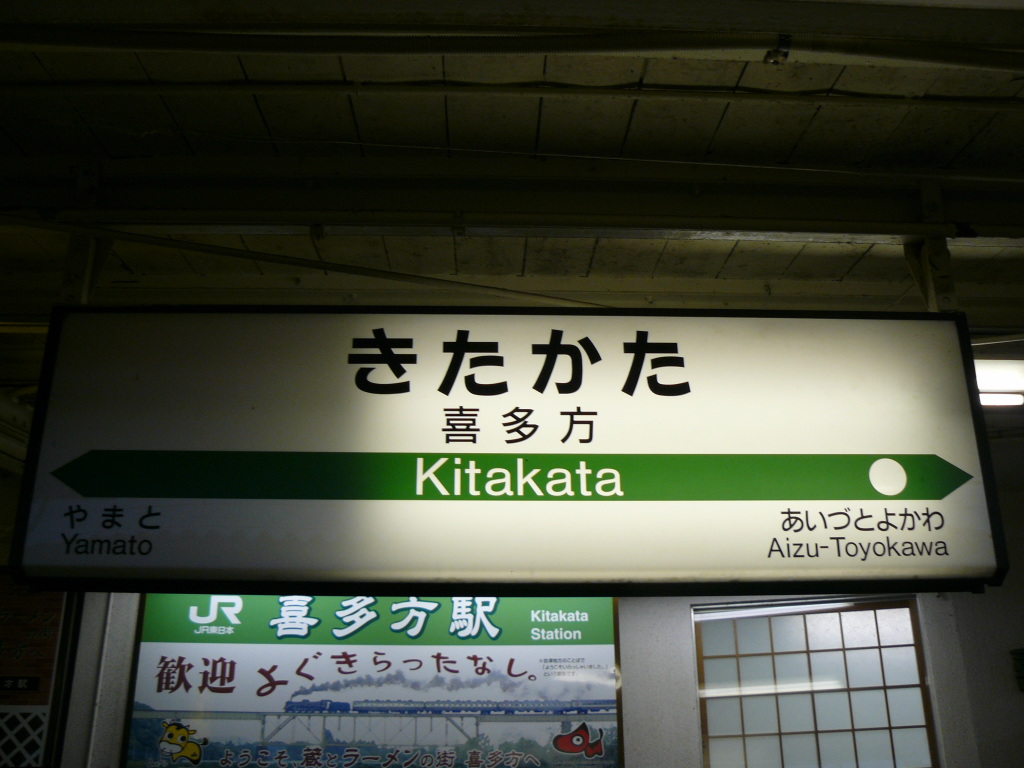 きたかた
喜多方
Kitakata
やまと
Yamato
あいづとよかわ
Aizu-Toyokawa
JR
JR東日本
喜多方駅
Kitakata
Station
歓迎 よぐきらったなし。
ようこそ、蔵とラーメンの街 喜多方へ